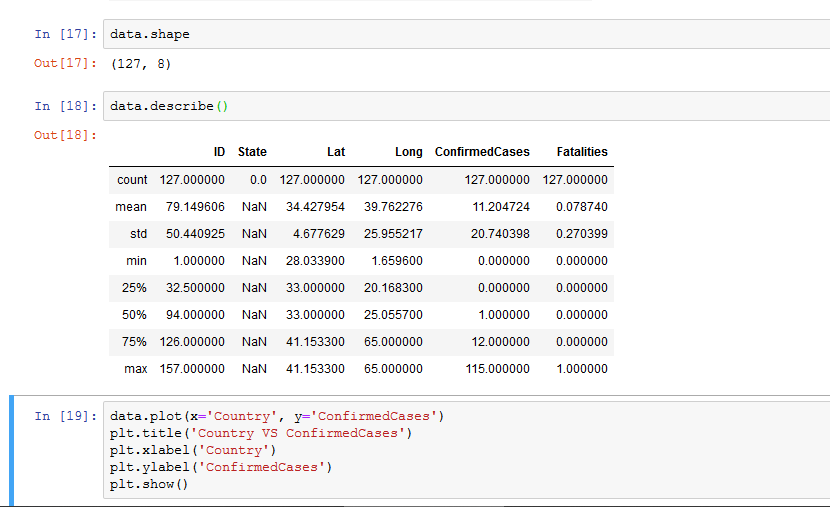 In [17]: data.shape
Out[17]: (127, 8)
In [18]: data.describe()
Out[18]:
ID State Lat Long ConfirmedCases Fatalities
count 127.000000 0.0 127.000000 127.000000 127.000000 127.000000
mean 79.149606 NaN 34.427954 39.762276 11.204724 0.078740
std 50.440925 NaN 4.677629 25.955217 20.740398 0.270399
min 1.000000 NaN 28.033900 1.659600 0.000000 0.000000
25% 32.500000 NaN 33.000000 20.168300 0.000000 0.000000
50% 94.000000 NaN 33.000000 25.055700 1.000000 0.000000
75% 126.000000 NaN 41.153300 65.000000 12.000000 0.000000
max 157.000000 NaN 41.153300 65.000000 115.000000 1.000000
In [19]: data.plot(x='Country', y='ConfirmedCases')
plt.title('Country VS ConfirmedCases')
plt.xlabel('Country')
plt.ylabel('ConfirmedCases')
plt.show()